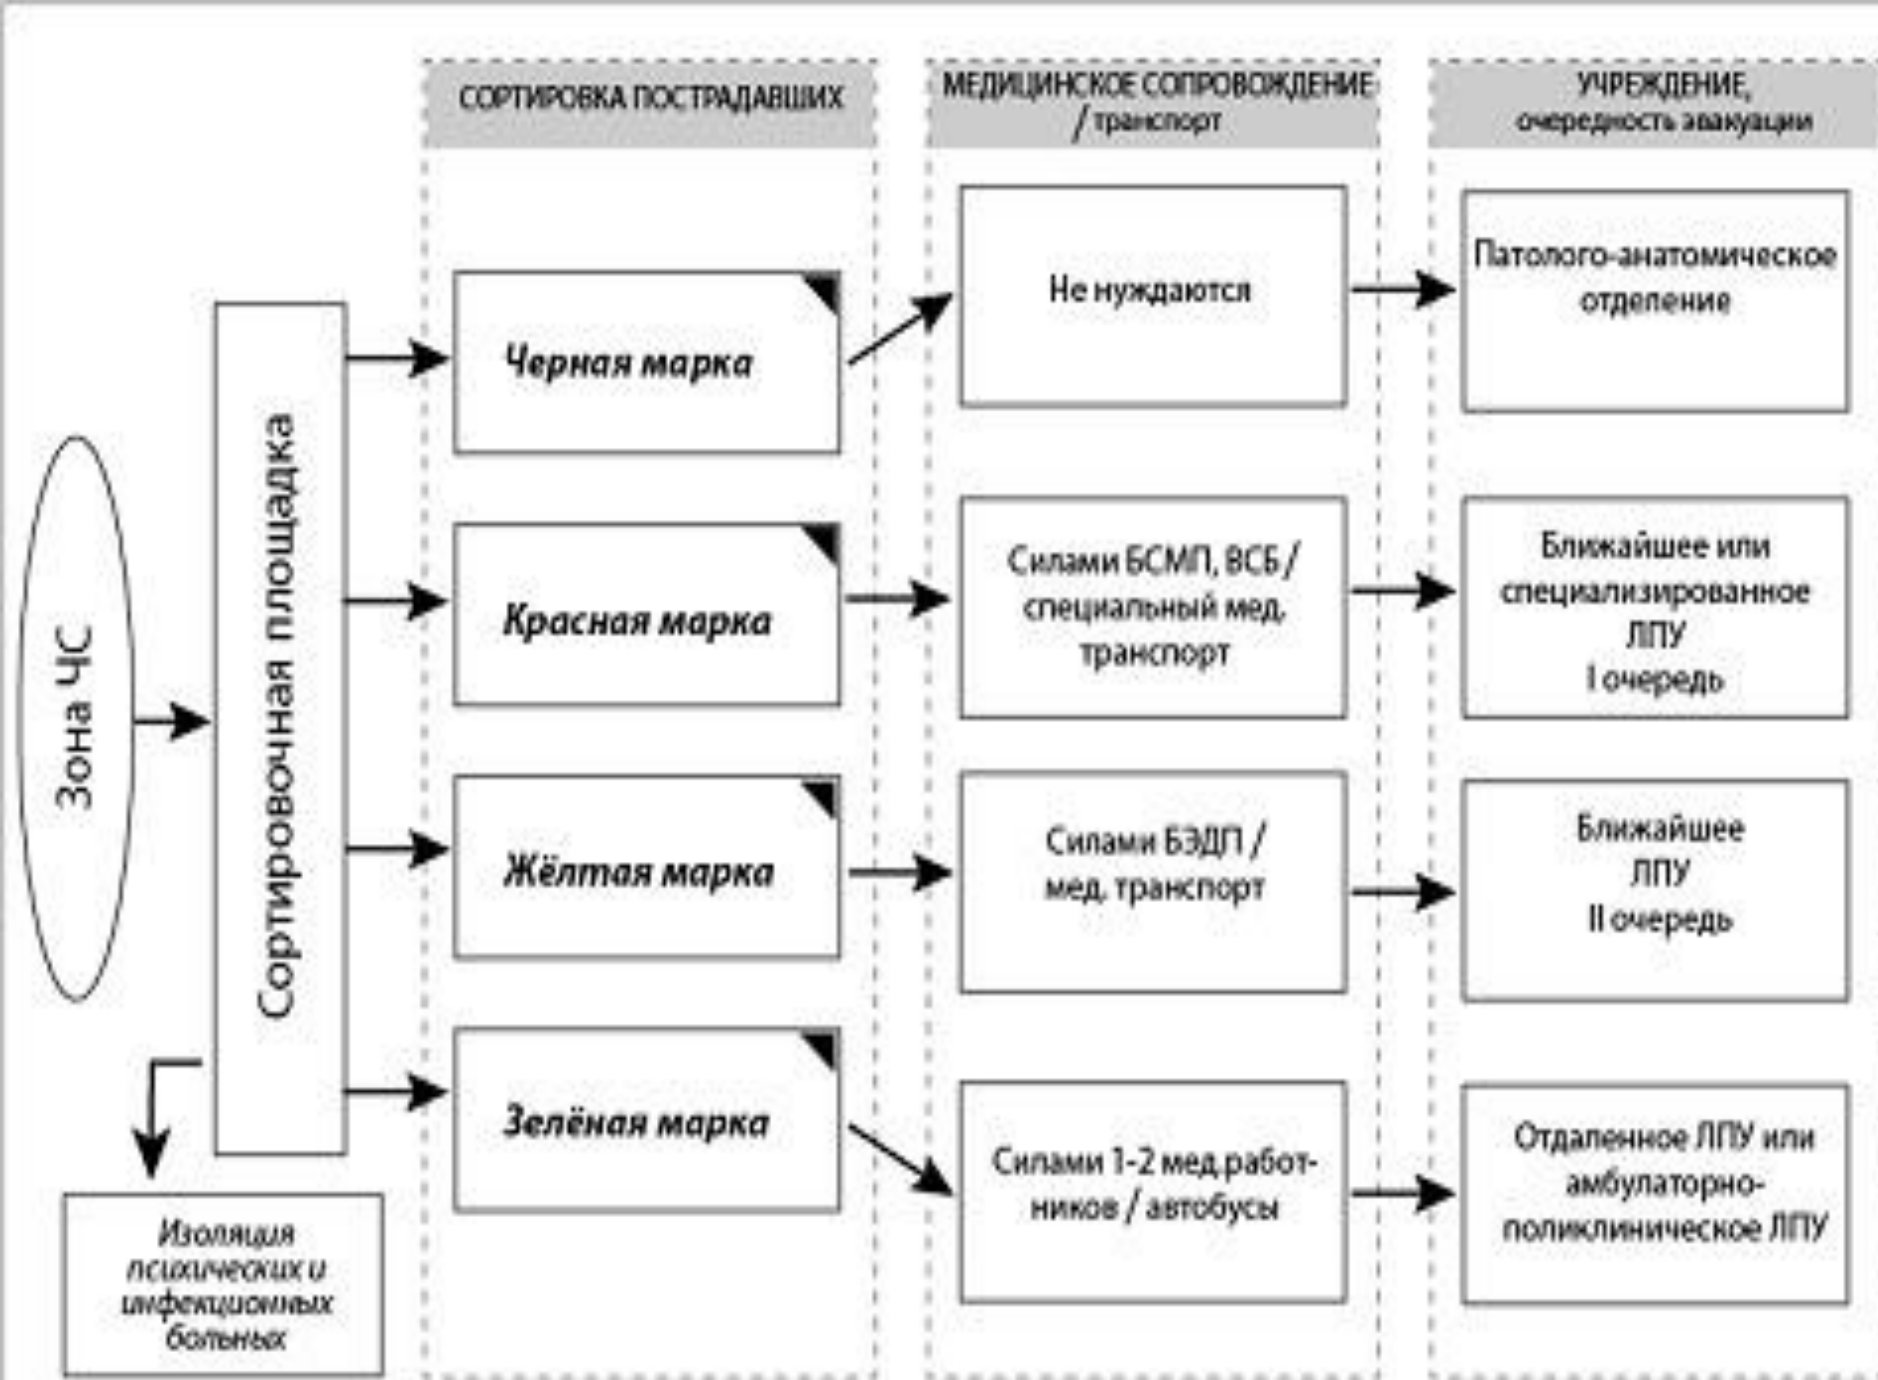 СОРТИРОВКА ПОСТРАДАВШИХ
МЕДИЦИНСКОЕ СОПРОВОЖДЕНИЕ
/ транспорт
УЧРЕЖДЕНИЕ,
очередность эвакуации
Зона ЧС
Сортировочная площадка
Изоляция
психических и
инфекционных
больных
Черная марка
Не нуждаются
Патолого-анатомическое
отделение
Красная марка
Силами БСМП, ВСБ /
специальный мед.
транспорт
Ближайшее или
специализированное
ЛПУ
I очередь
Жёлтая марка
Силами БЭДП /
мед. транспорт
Ближайшее
ЛПУ
II очередь
Зелёная марка
Силами 1-2 мед.работ-
ников / автобусы
Отдаленное ЛПУ или
амбулаторно-
поликлиническое ЛПУ